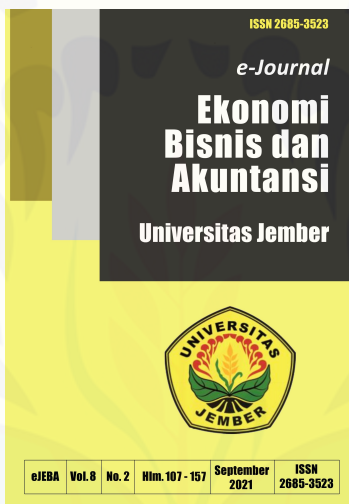 ISSN 2685-3523
e-Journal
Ekonomi
Bisnis dan
Akuntansi
Universitas Jember
UNIVERSITAS
JEMBER
eJEBA Vol. 8 No. 2 Hlm. 107 - 157 September 2021 ISSN 2685-3523